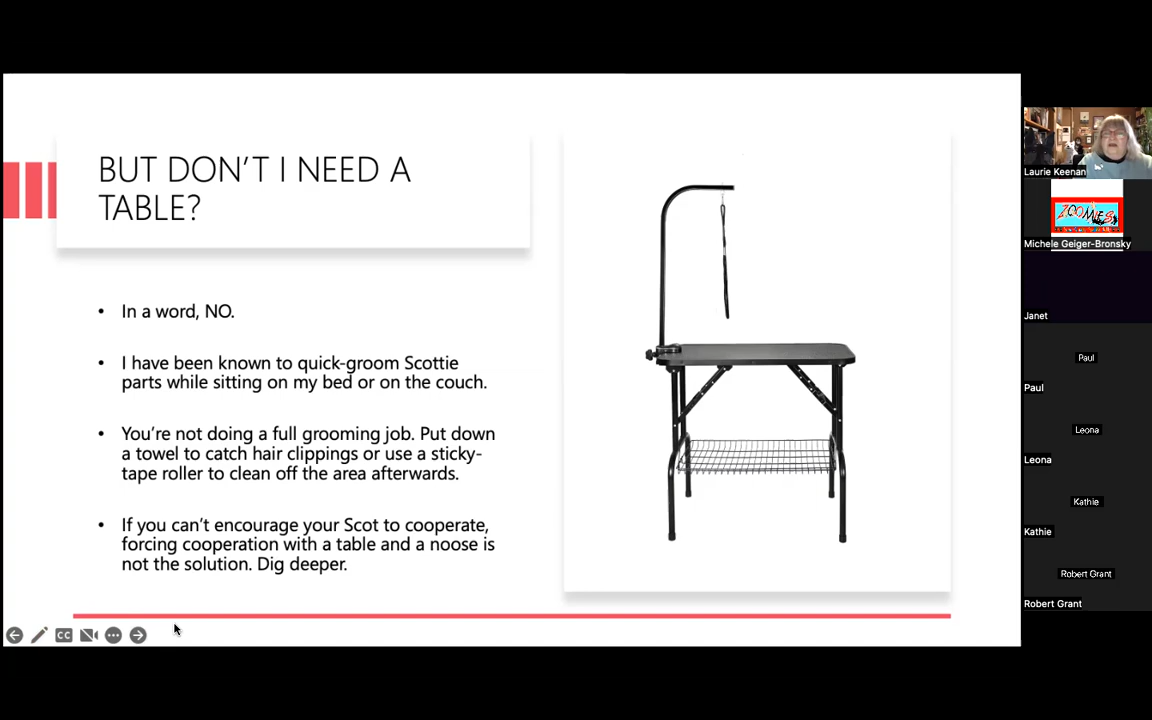 BUT DON'T I NEED A
TABLE?
• In a word, NO.
• I have been known to quick-groom Scottie
parts while sitting on my bed or on the couch.
• You're not doing a full grooming job. Put down
a towel to catch hair clippings or use a sticky-
tape roller to clean off the area afterwards.
• If you can't encourage your Scot to cooperate,
forcing cooperation with a table and a noose is
not the solution. Dig deeper.
CC
Laurie Keenan
ZOOMIES
Michele Geiger-Bronsky
Janet
Paul
Paul
Leona
Leona
Kathie
Kathie
Robert Grant
Robert Grant